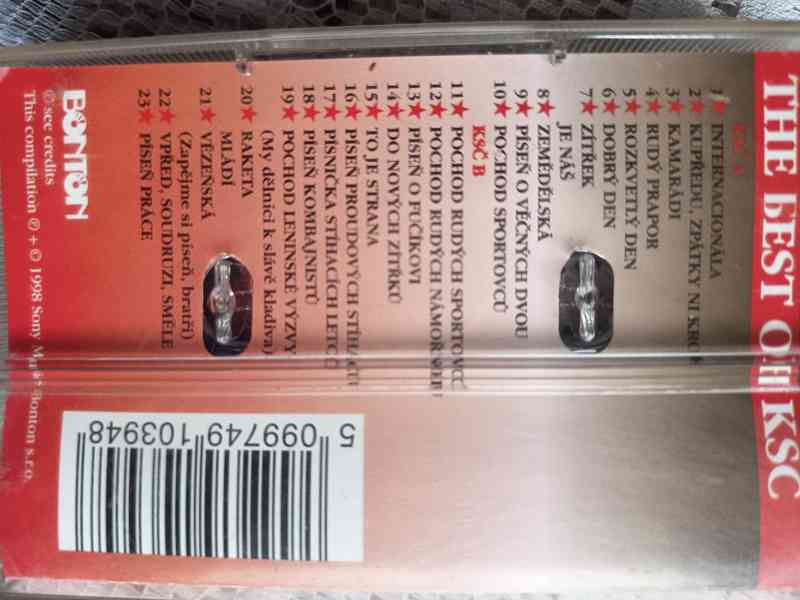 THE BEST OF KSČ
KSČ A
1★ INTERNACIONÁLA
2★ KUPŘEDU, ZPÁTKY NI KROK
3★ KAMARÁDI
4★ RUDÝ PRAPOR
5★ ROZKVETLÝ DEN
6★ DOBRÝ DEN
7★ ZÍTŘEK
JE NÁŠ
8★ ZEMĚDĚLSKÁ
9★ PÍSEŇ O VĚČNÝCH DVOU
10★ POCHOD SPORTOVCŮ
KSČ B
11★ POCHOD RUDÝCH SPORTOVCŮ
12★ POCHOD RUDÝCH NÁMOŘNÍKŮ
13★ PÍSEŇ O FUČÍKOVI
14★ DO NOVÝCH ZÍTŘKŮ
15★ TO JE STRANA
16★ PÍSEŇ PROUDOVÝCH STÍHAČŮ
17★ PÍSNIČKA STÍHACÍCH LETCŮ
18★ PÍSEŇ KOMBAJNISTŮ
19★ POCHOD LENINSKÉ VÝZVY
(My dělníci k slávě kladiva)
20★ RAKETA
MLÁDÍ
21★ VĚZEŇSKÁ
(Zapějme si píseň, bratři)
22★ VPŘED, SOUDRUZI, SMĚLE
23★ PÍSEŇ PRÁCE
BONTON
℗ see credits
This compilation ℗ + © 1998 Sony Music Bonton s.r.o.
5 099749 103948